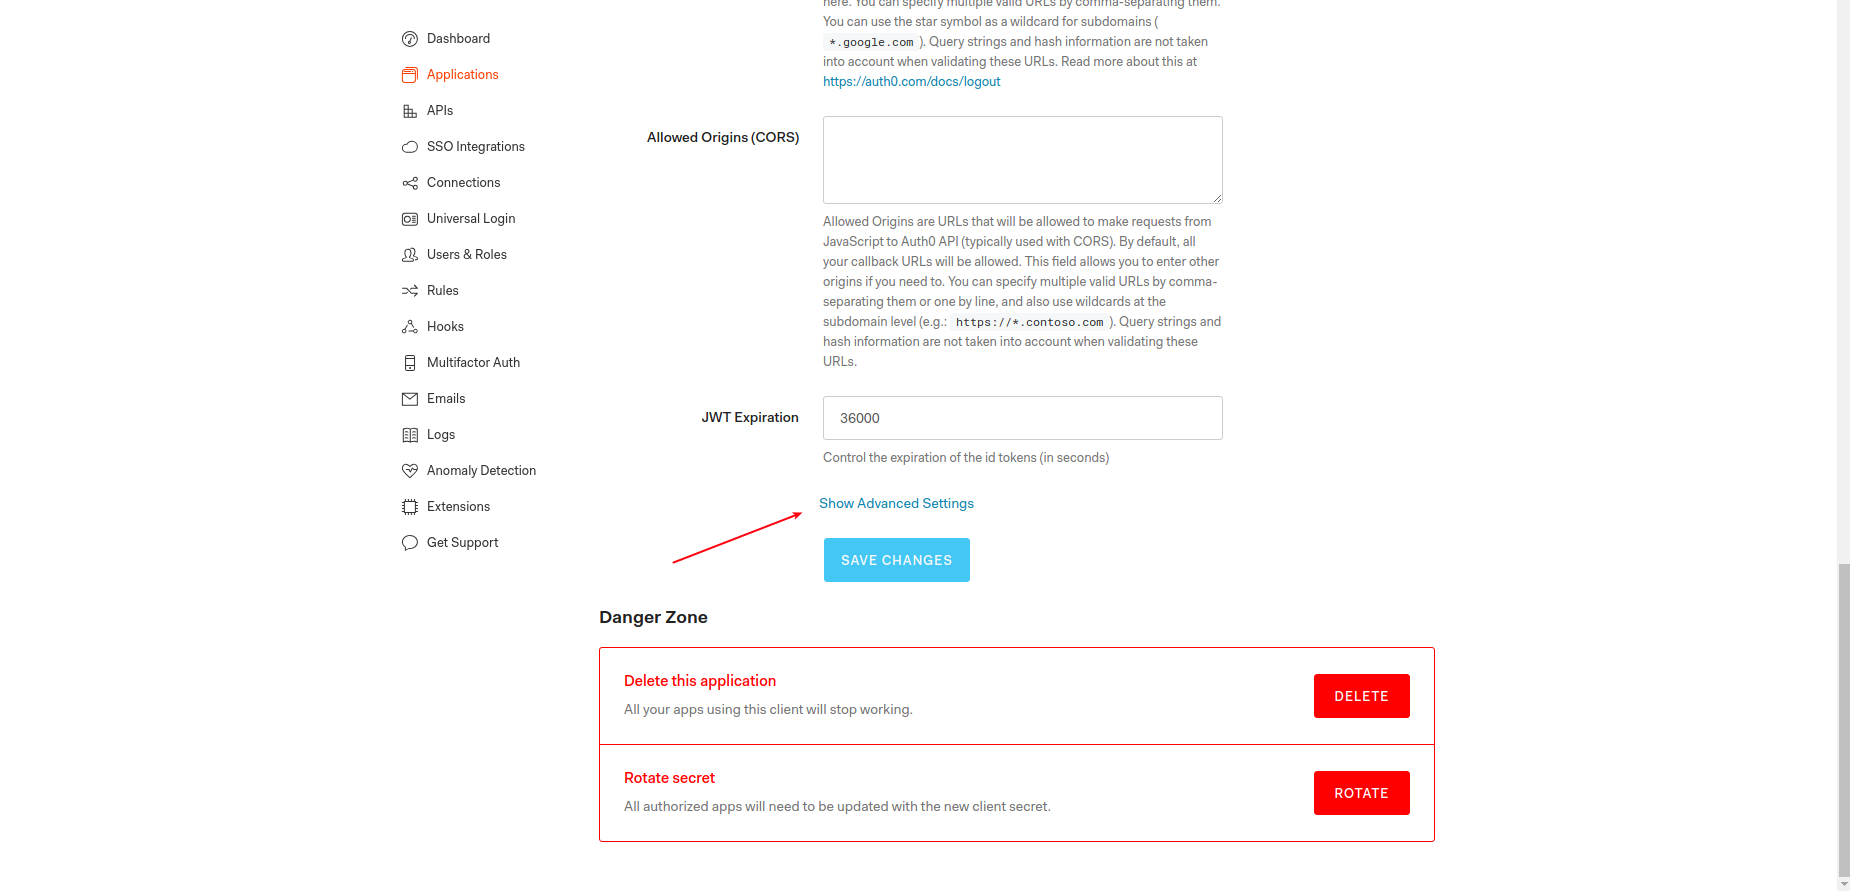 Dashboard
Applications
APIs
SSO Integrations
Connections
Universal Login
Users & Roles
Rules
Hooks
Multifactor Auth
Emails
Logs
Anomaly Detection
Extensions
Get Support
here. You can specify multiple valid URLs by comma-separating them.
You can use the star symbol as a wildcard for subdomains (
*.google.com ). Query strings and hash information are not taken
into account when validating these URLs. Read more about this at
https://auth0.com/docs/logout
Allowed Origins (CORS)
Allowed Origins are URLs that will be allowed to make requests from
JavaScript to Auth0 API (typically used with CORS). By default, all
your callback URLs will be allowed. This field allows you to enter other
origins if you need to. You can specify multiple valid URLs by comma-
separating them or one by line, and also use wildcards at the
subdomain level (e.g.: https://*.contoso.com ). Query strings and
hash information are not taken into account when validating these
URLs.
JWT Expiration
36000
Control the expiration of the id tokens (in seconds)
Show Advanced Settings
SAVE CHANGES
Danger Zone
Delete this application
All your apps using this client will stop working.
DELETE
Rotate secret
All authorized apps will need to be updated with the new client secret.
ROTATE